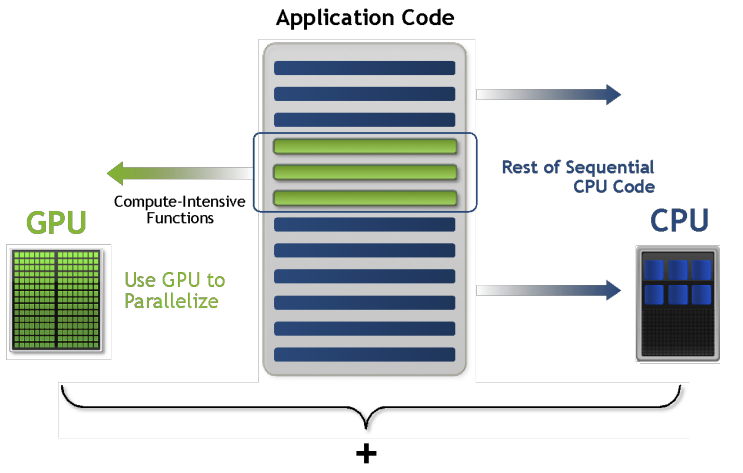 Application Code
Rest of Sequential
CPU Code
Compute-Intensive
Functions
GPU
CPU
Use GPU to
Parallelize
+